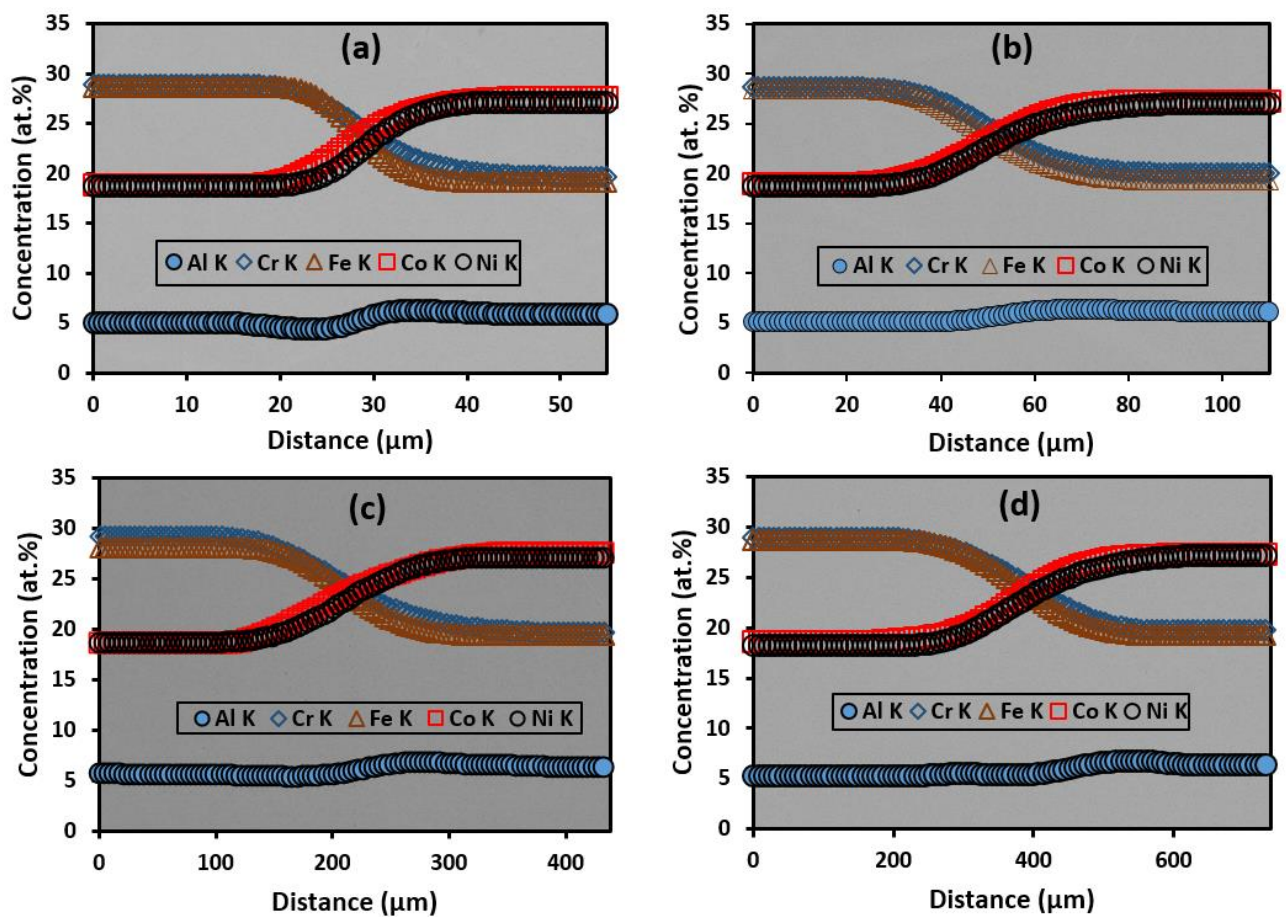 (a)
Concentration (at.%)
35
30
25
20
15
10
5
0
Al K Cr K Fe K Co K Ni K
0 10 20 30 40 50
Distance (µm)
(b)
Concentration (at. %)
35
30
25
20
15
10
5
0
Al K Cr K Fe K Co K Ni K
0 20 40 60 80 100
Distance (µm)
(c)
Concentration (at.%)
35
30
25
20
15
10
5
0
Al K Cr K Fe K Co K Ni K
0 100 200 300 400
Distance (µm)
(d)
Concentration (at.%)
35
30
25
20
15
10
5
0
Al K Cr K Fe K Co K Ni K
0 200 400 600
Distance (µm)